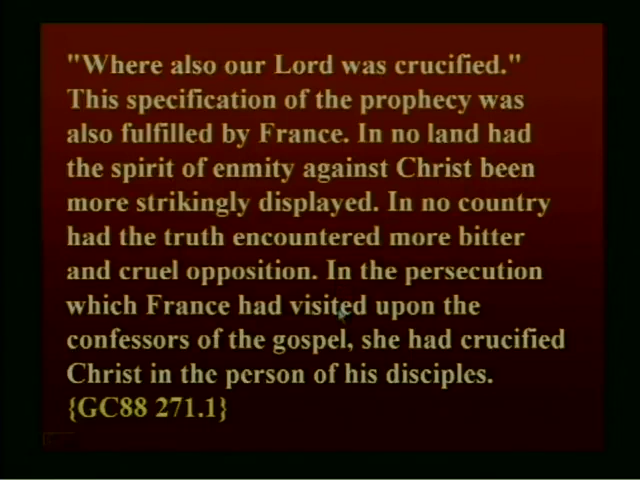 "Where also our Lord was crucified."
This specification of the prophecy was
also fulfilled by France. In no land had
the spirit of enmity against Christ been
more strikingly displayed. In no country
had the truth encountered more bitter
and cruel opposition. In the persecution
which France had visited upon the
confessors of the gospel, she had crucified
Christ in the person of his disciples.
{GC88 271.1}